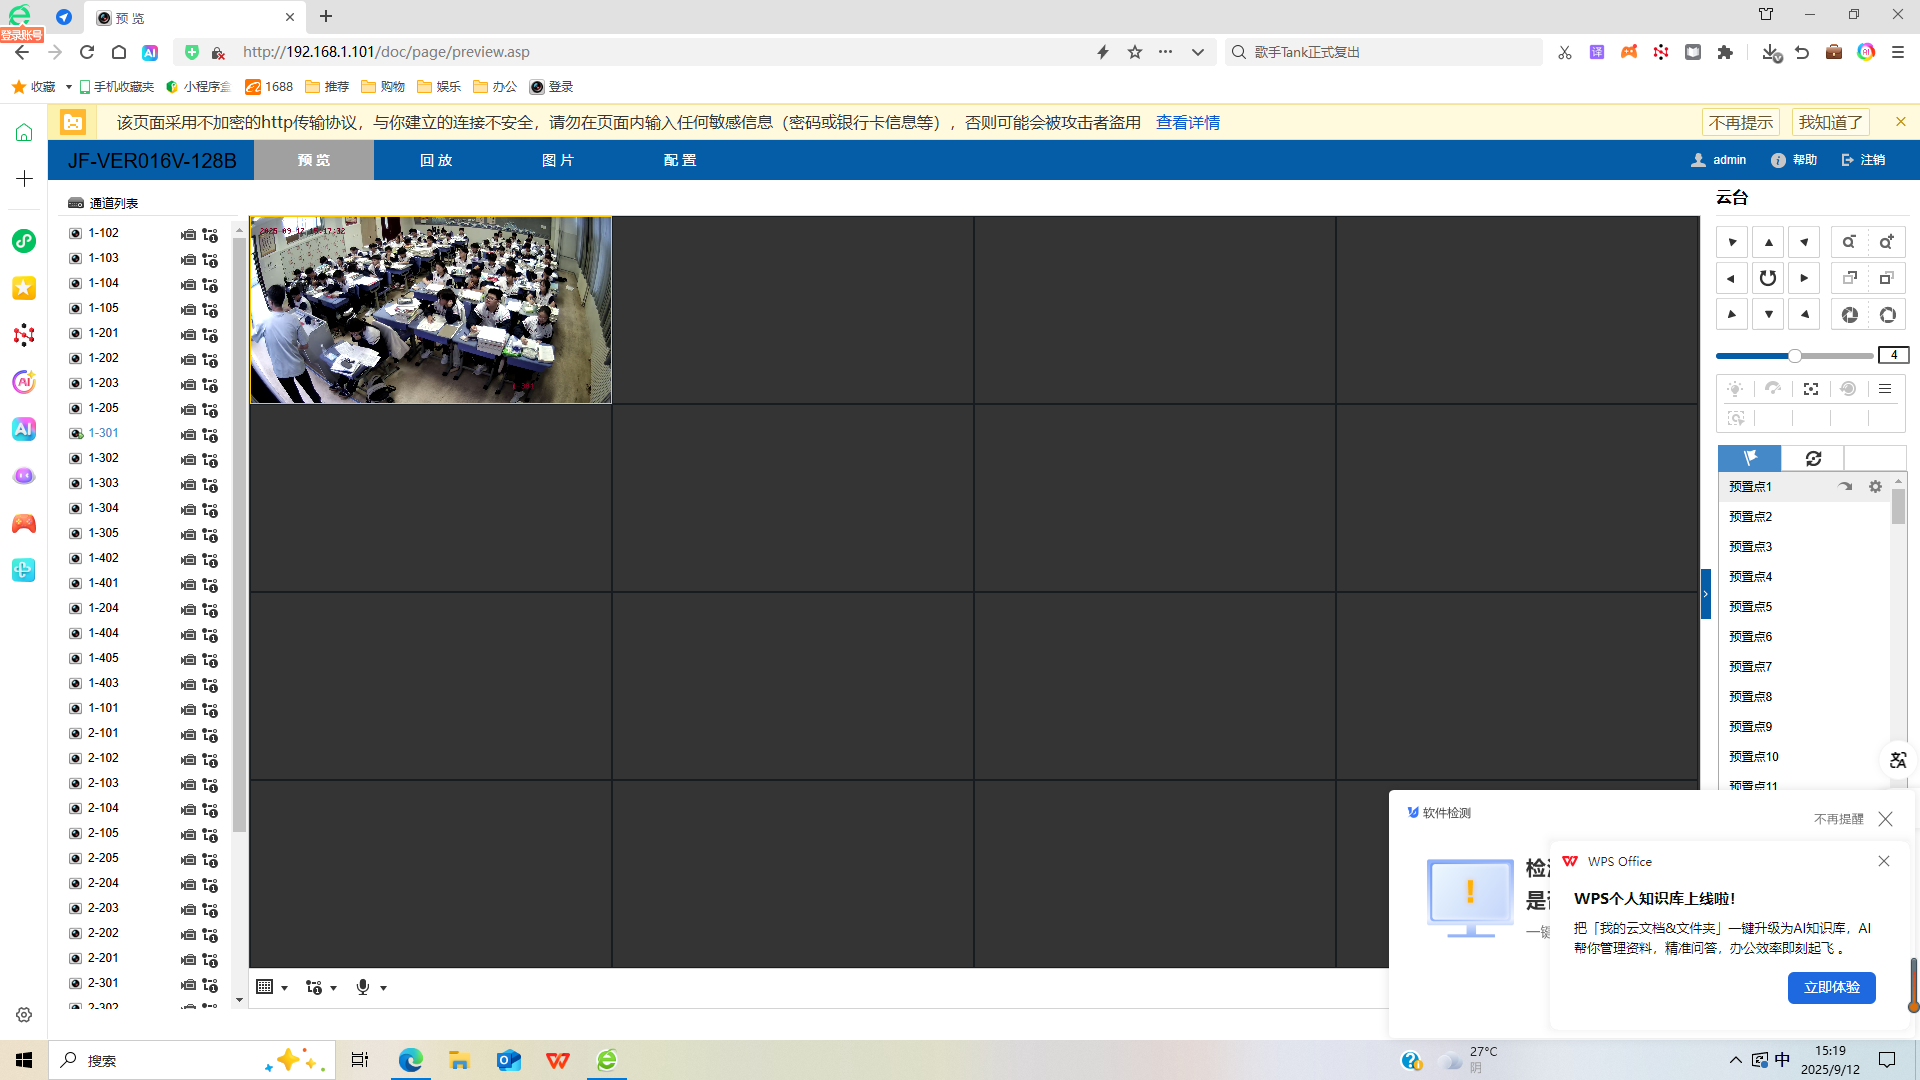 登录账号
预 览
http://192.168.1.101/doc/page/preview.asp
歌手Tank正式复出
收藏
手机收藏夹
小程序盒
1688
推荐
购物
娱乐
办公
登录
该页面采用不加密的http传输协议，与你建立的连接不安全，请勿在页面内输入任何敏感信息（密码或银行卡信息等），否则可能会被攻击者盗用 查看详情
不再提示
我知道了
JF-VER016V-128B
预 览
回 放
图 片
配 置
admin
帮助
注销
通道列表
云台
1-102
1-103
1-104
1-105
1-201
1-202
1-203
1-205
1-301
1-302
1-303
1-304
1-305
1-402
1-401
1-204
1-404
1-405
1-403
1-101
2-101
2-102
2-103
2-104
2-105
2-205
2-204
2-203
2-202
2-201
2-301
2-302
4
预置点1
预置点2
预置点3
预置点4
预置点5
预置点6
预置点7
预置点8
预置点9
预置点10
预置点11
软件检测
不再提醒
WPS Office
WPS个人知识库上线啦！
把「我的云文档&文件夹」一键升级为AI知识库，AI
帮你管理资料，精准问答，办公效率即刻起飞 。
立即体验
搜索
27°C
阴
中
15:19
2025/9/12